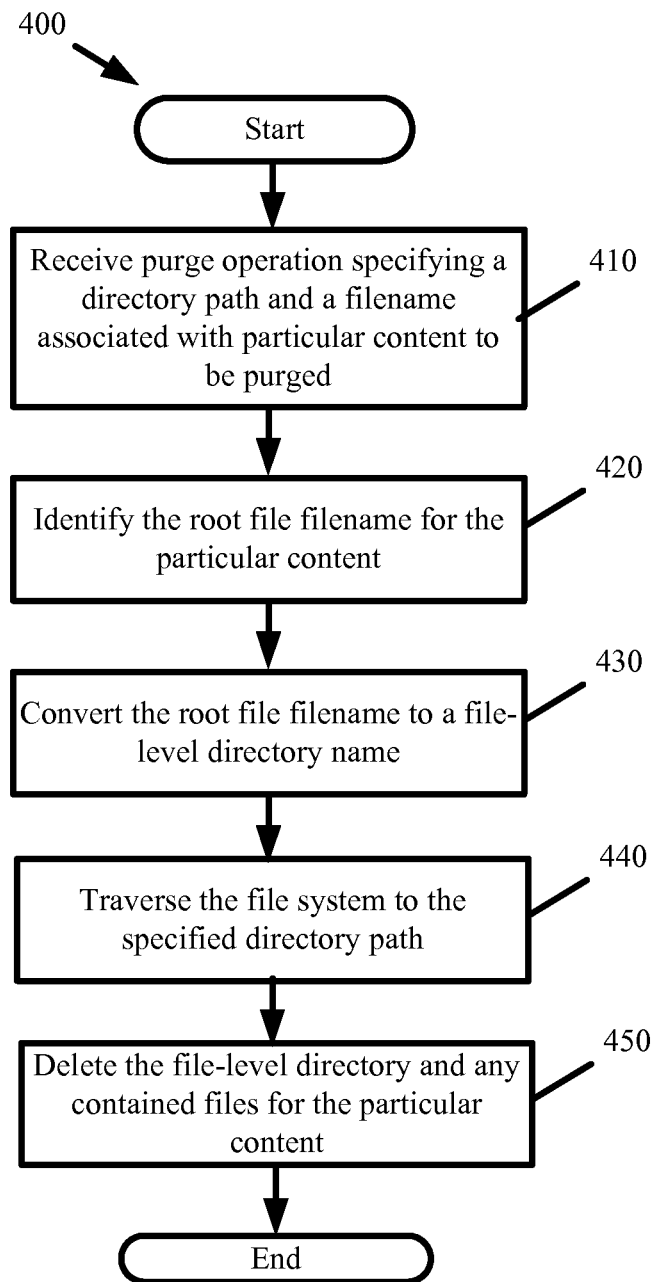 400
Start
Receive purge operation specifying a
directory path and a filename
associated with particular content to
be purged
410
Identify the root file filename for the
particular content
420
Convert the root file filename to a file-
level directory name
430
Traverse the file system to the
specified directory path
440
Delete the file-level directory and any
contained files for the particular
content
450
End